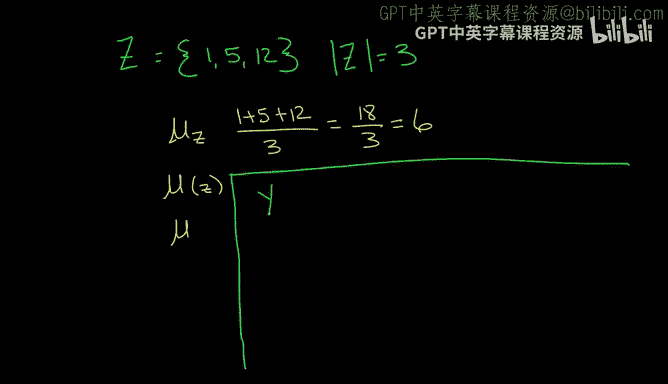 GPT中英字幕课程资源@bilibili.com
GPT中英字幕课程资源 bilibili
Z = {1, 5, 12} |Z| = 3
μ_Z (1+5+12)/3 = 18/3 = 6
μ(z)
Y
μ